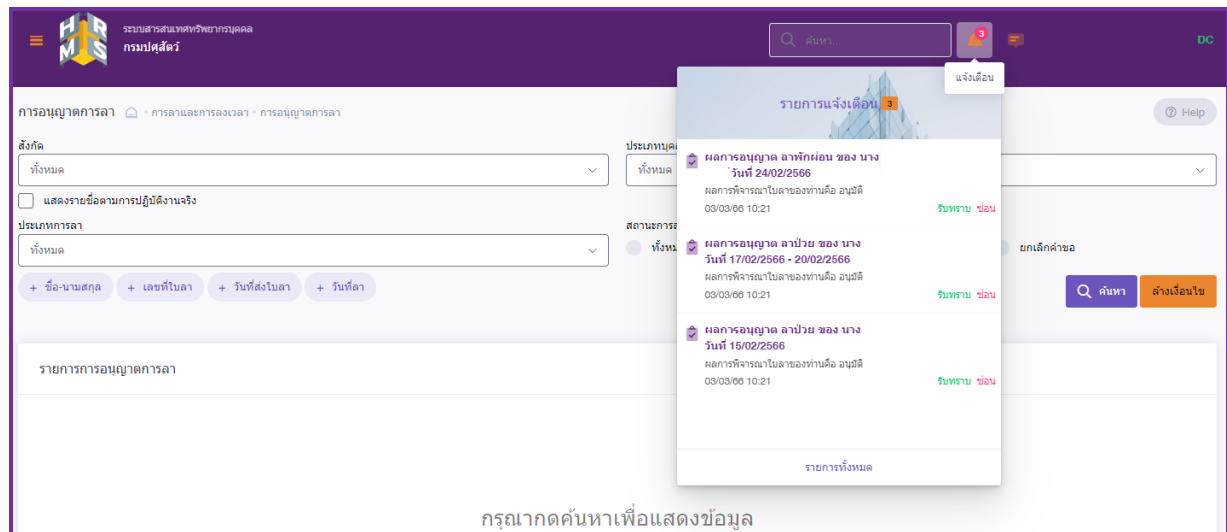 HR
MIS
ระบบสารสนเทศทรัพยากรบุคคล
กรมปศุสัตว์
ค้นหา...
3
DC
แจ้งเตือน
การอนุญาตการลา
การลาและการลงเวลา
การอนุญาตการลา
Help
รายการแจ้งเตือน 3
สังกัด
ทั้งหมด
แสดงรายชื่อตามการปฏิบัติงานจริง
ประเภทการลา
ทั้งหมด
+ ชื่อ-นามสกุล
+ เลขที่ใบลา
+ วันที่ส่งใบลา
+ วันที่ลา
ทั้งหมด
ยกเลิกคำขอ
ค้นหา
ล้างเงื่อนไข
ผลการอนุญาต ลาพักผ่อน ของ นาง
วันที่ 24/02/2566
ผลการพิจารณาใบลาของท่านคือ อนุมัติ
03/03/66 10:21
รับทราบ ซ่อน
ผลการอนุญาต ลาป่วย ของ นาง
วันที่ 17/02/2566 - 20/02/2566
ผลการพิจารณาใบลาของท่านคือ อนุมัติ
03/03/66 10:21
รับทราบ ซ่อน
ผลการอนุญาต ลาป่วย ของ นาง
วันที่ 15/02/2566
ผลการพิจารณาใบลาของท่านคือ อนุมัติ
03/03/66 10:21
รับทราบ ซ่อน
รายการทั้งหมด
รายการการอนุญาตการลา
กรุณากดค้นหาเพื่อแสดงข้อมูล